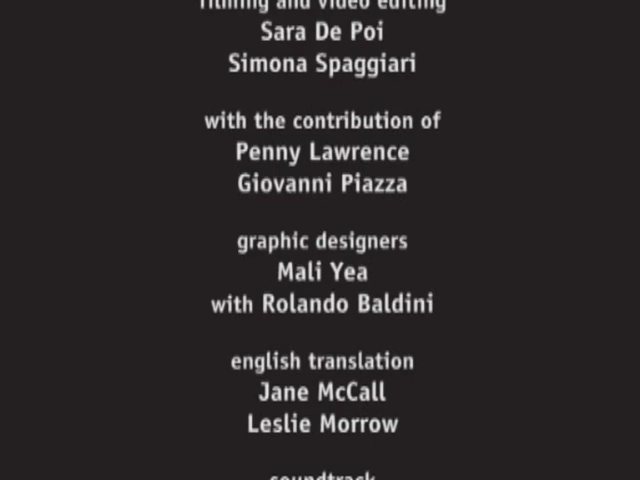 filming and video editing
Sara De Poi
Simona Spaggiari
with the contribution of
Penny Lawrence
Giovanni Piazza
graphic designers
Mali Yea
with Rolando Baldini
english translation
Jane McCall
Leslie Morrow
soundtrack